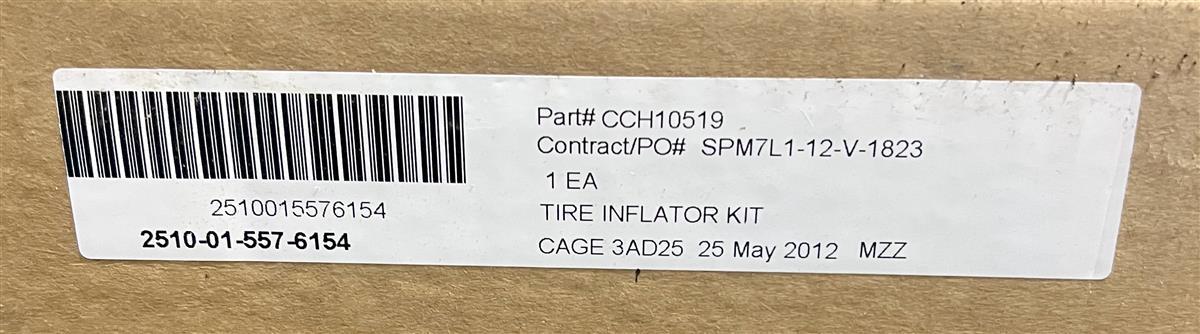 2510015576154
2510-01-557-6154
Part# CCH10519
Contract/PO# SPM7L1-12-V-1823
1 EA
TIRE INFLATOR KIT
CAGE 3AD25 25 May 2012 MZZ